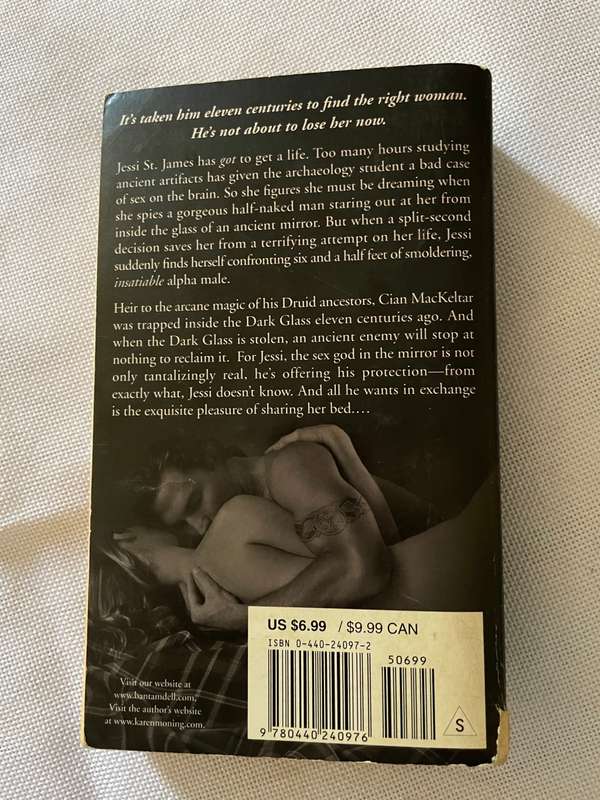 It's taken him eleven centuries to find the right woman.
He's not about to lose her now.
Jessi St. James has got to get a life. Too many hours studying
ancient artifacts has given the archaeology student a bad case
of sex on the brain. So she figures she must be dreaming when
she spies a gorgeous half-naked man staring out at her from
inside the glass of an ancient mirror. But when a split-second
decision saves her from a terrifying attempt on her life, Jessi
suddenly finds herself confronting six and a half feet of smoldering,
insatiable alpha male.
Heir to the arcane magic of his Druid ancestors, Cian MacKeltar
was trapped inside the Dark Glass eleven centuries ago. And
when the Dark Glass is stolen, an ancient enemy will stop at
nothing to reclaim it. For Jessi, the sex god in the mirror is not
only tantalizingly real, he's offering his protection—from
exactly what, Jessi doesn't know. And all he wants in exchange
is the exquisite pleasure of sharing her bed....
US $6.99 / $9.99 CAN
ISBN 0-440-24097-2
50699
9 780440 240976
S
Visit our website at
www.bantamdell.com.
Visit the author's website
at www.karenmoning.com.